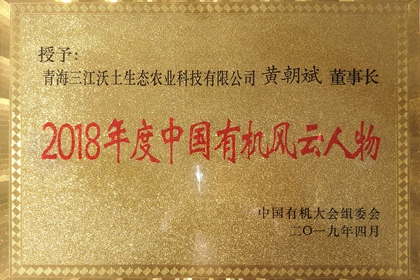 授予:
青海三江沃土生态农业科技有限公司 黄朝斌 董事长
2018年度中国有机风云人物
中国有机大会组委会
二〇一九年四月